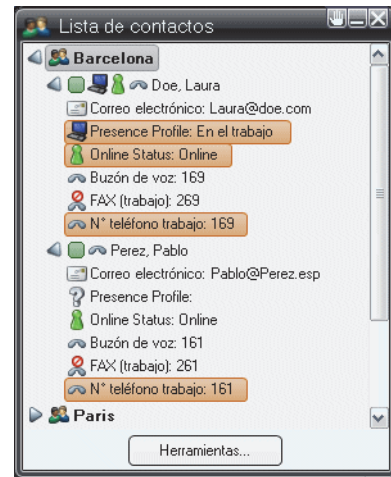 Lista de contactos
Barcelona
Doe, Laura
Correo electrónico: Laura@doe.com
Presence Profile: En el trabajo
Online Status: Online
Buzón de voz: 169
FAX (trabajo): 269
N° teléfono trabajo: 169
Perez, Pablo
Correo electrónico: Pablo@Perez.esp
Presence Profile:
Online Status: Online
Buzón de voz: 161
FAX (trabajo): 261
N° teléfono trabajo: 161
Paris
Herramientas...